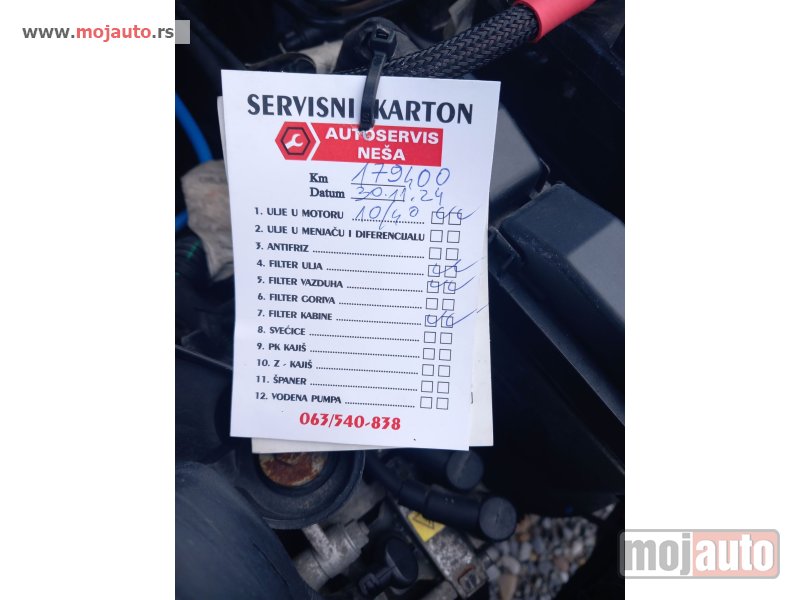 www.mojauto.rs
SERVISNI KARTON
AUTOSERVIS
NEŠA
Km 179400
Datum 30.11.24
1. ULJE U MOTORU 10/40
2. ULJE U MENJAČU I DIFERENCIJALU
3. ANTIFRIZ
4. FILTER ULJA
5. FILTER VAZDUHA
6. FILTER GORIVA
7. FILTER KABINE
8. SVEĆICE
9. PK KAJIŠ
10. Z - KAJIŠ
11. ŠPANER
12. VODENA PUMPA
063/540-838
mojauto